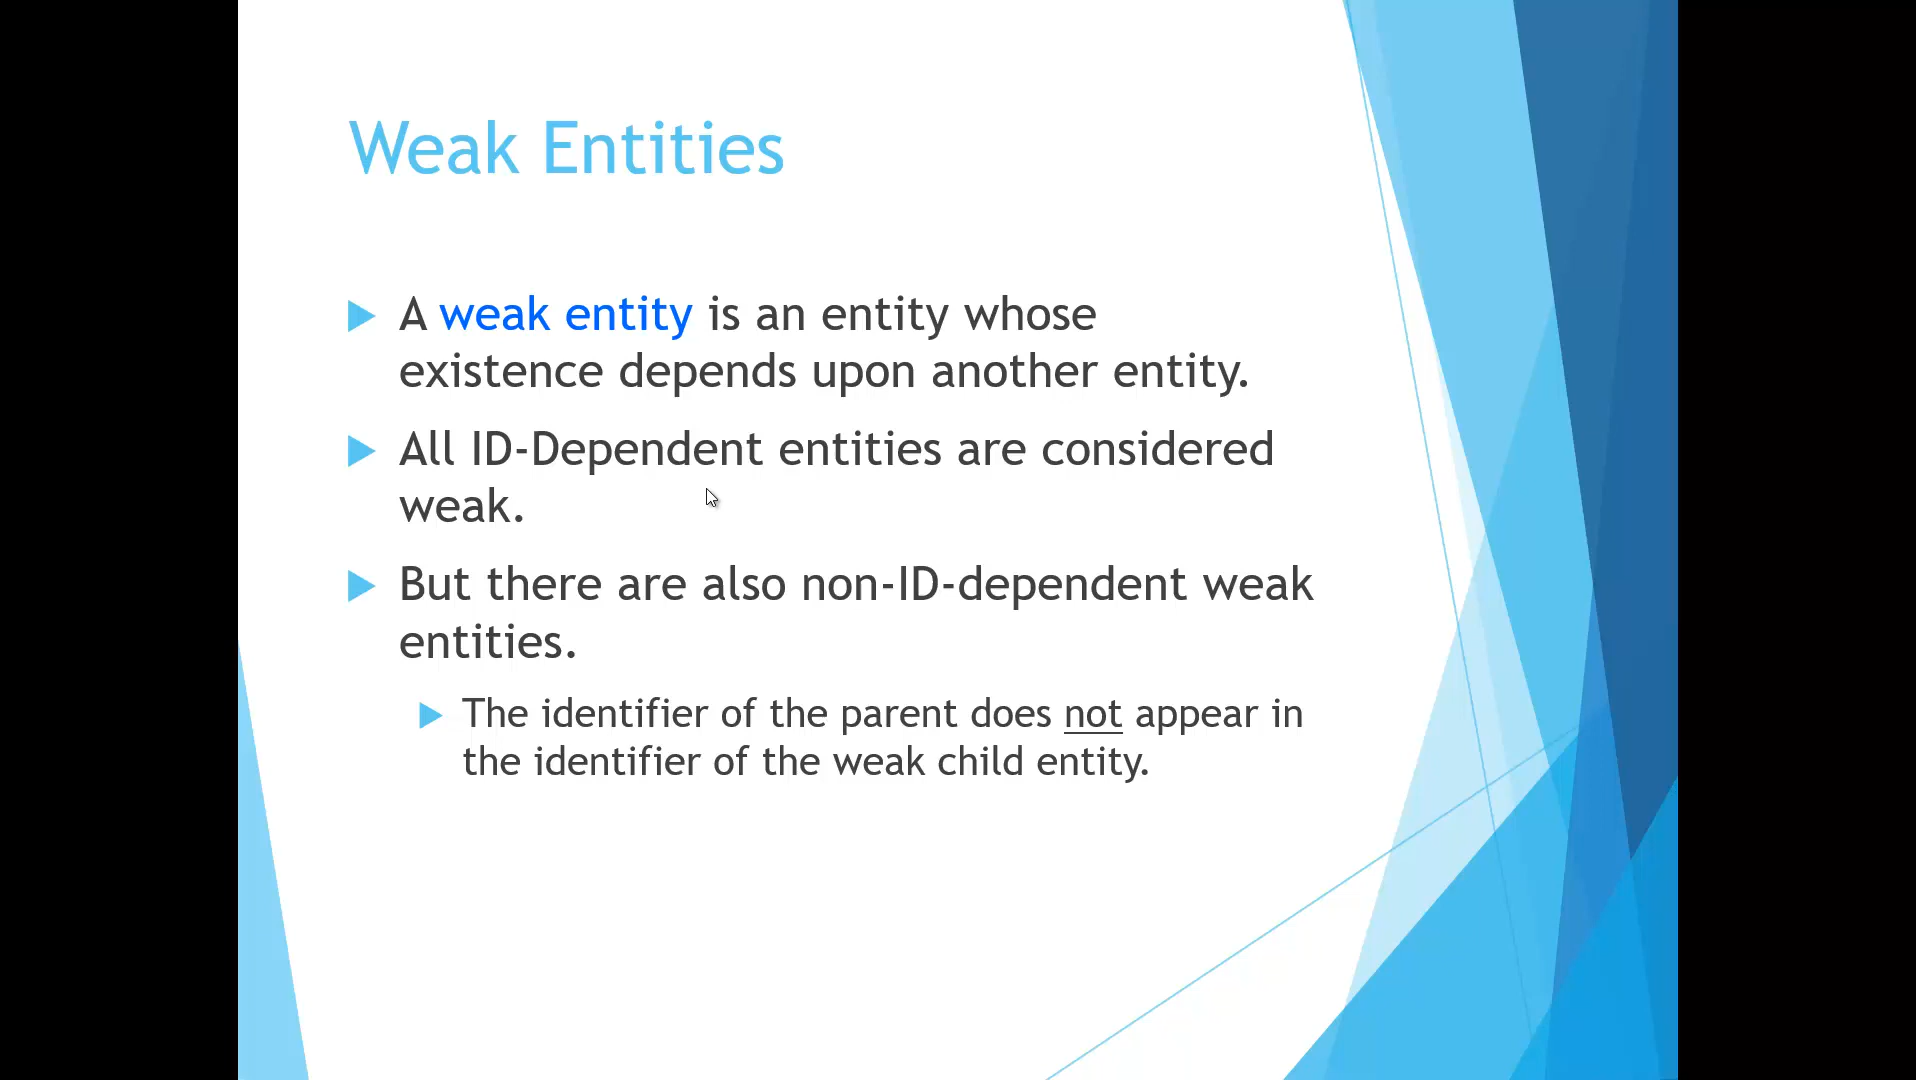 Weak Entities
A weak entity is an entity whose
existence depends upon another entity.
All ID-Dependent entities are considered
weak.
But there are also non-ID-dependent weak
entities.
The identifier of the parent does not appear in
the identifier of the weak child entity.